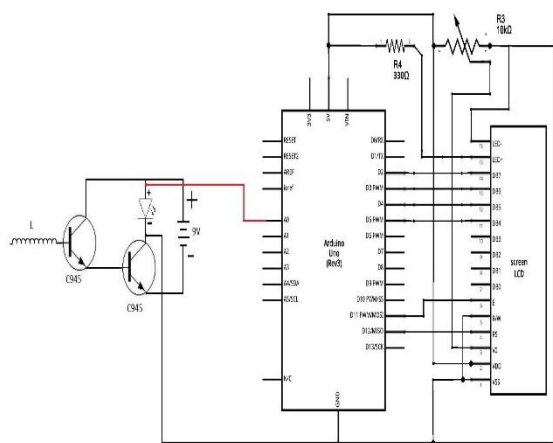 R3
10kΩ
R4
330Ω
3V3
5V
VIN
RESET
RESET2
AREF
ioref
A0
A1
A2
A3
A4/SDA
A5/SCL
N/C
D0/RX
D1/TX
D2
D3 PWM
D4
D5 PWM
D6 PWM
D7
D8
D9 PWM
D10 PWM/SS
D11 PWM/MOSI
D12/MISO
D13/SCK
Arduino
Uno
(Rev3)
GND
LED-
LED+
DB7
DB6
DB5
DB4
DB3
DB2
DB1
DB0
E
R/W
RS
V0
VDD
VSS
screen
LCD
L
C945
C945
+
-
+
9V
-